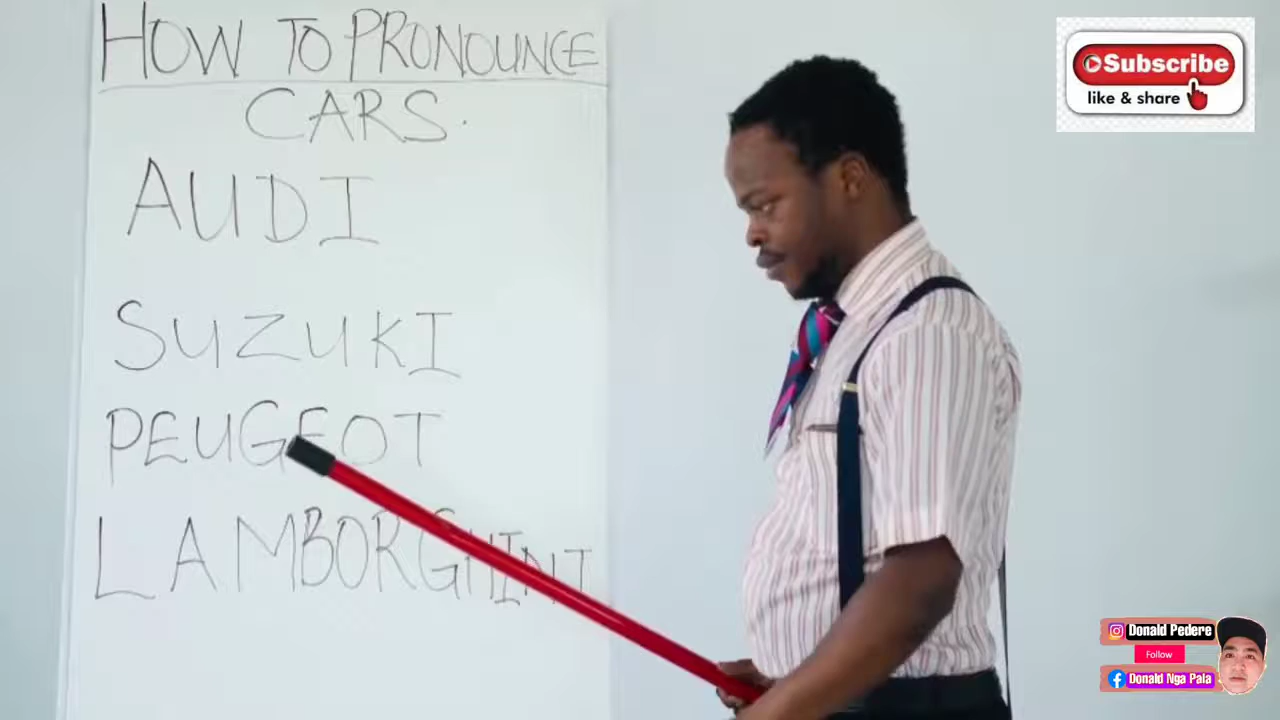 HOW TO PRONOUNCE
CARS.
AUDI
SUZUKI
PEUGEOT
LAMBORGHINI
Subscribe
like & share
Donald Pedere
Follow
Donald Nga Pala